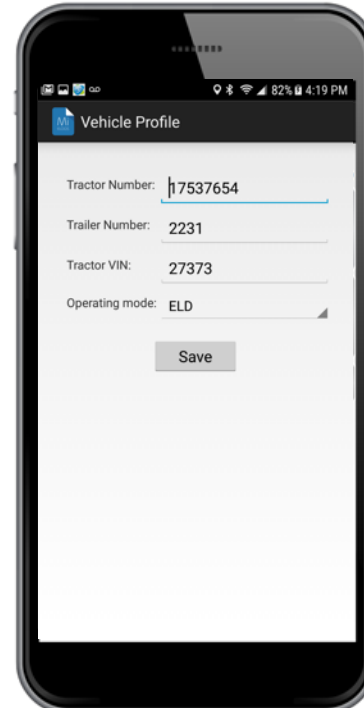 82% 4:19 PM
Mi
Vehicle Profile
Tractor Number: 17537654
Trailer Number: 2231
Tractor VIN: 27373
Operating mode: ELD
Save